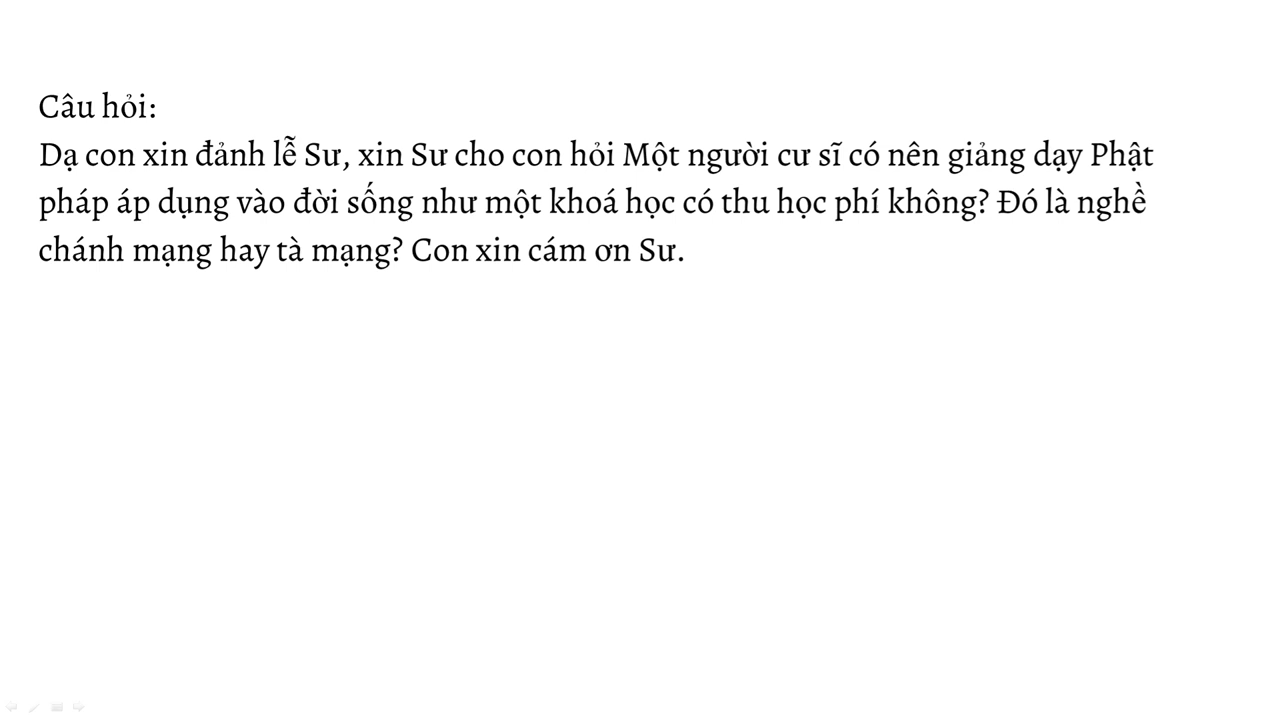 Câu hỏi:
Dạ con xin đảnh lễ Sư, xin Sư cho con hỏi Một người cư sĩ có nên giảng dạy Phật
pháp áp dụng vào đời sống như một khoá học có thu học phí không? Đó là nghề
chánh mạng hay tà mạng? Con xin cám ơn Sư.